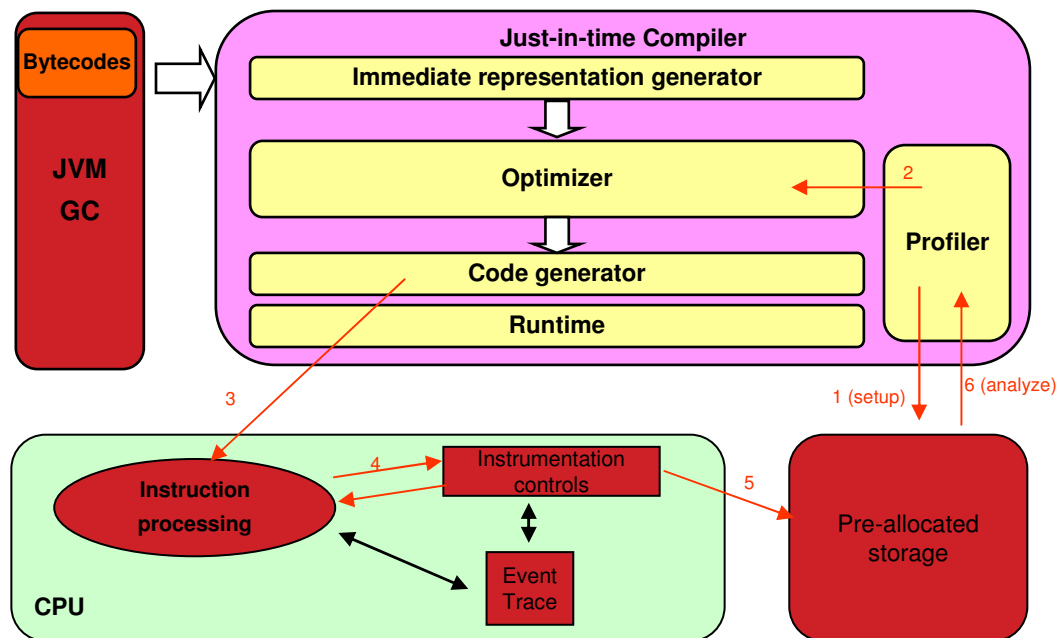 Bytecodes
JVM
GC
Just-in-time Compiler
Immediate representation generator
Optimizer
2
Profiler
Code generator
Runtime
3
1 (setup)
6 (analyze)
4
Instrumentation
controls
5
Instruction
processing
Pre-allocated
storage
Event
Trace
CPU